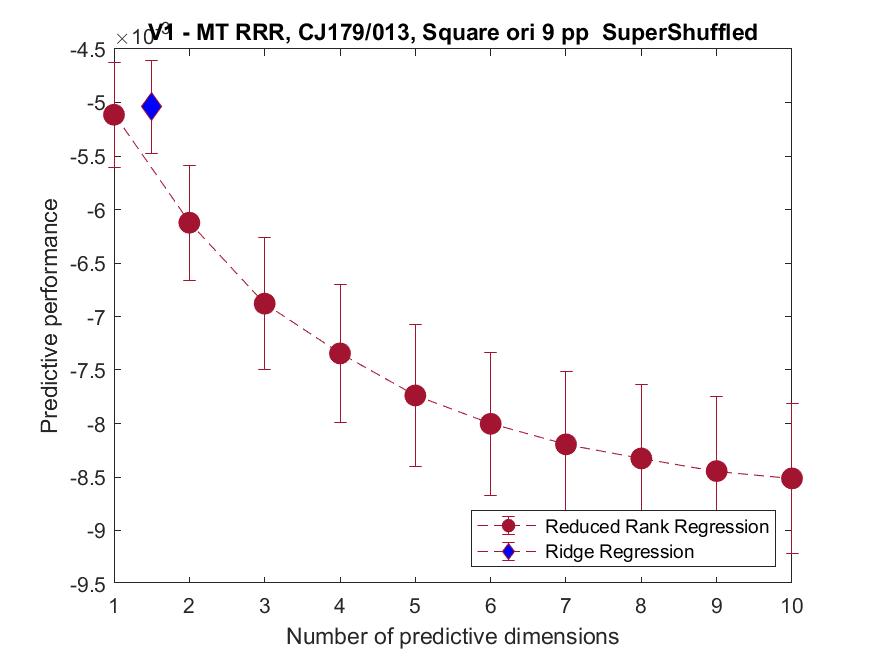 V1 - MT RRR, CJ179/013, Square ori 9 pp  SuperShuffled
-4.5
-5
-5.5
-6
-6.5
-7
-7.5
-8
-8.5
-9
-9.5
Predictive performance
Reduced Rank Regression
Ridge Regression
1 2 3 4 5 6 7 8 9 10
Number of predictive dimensions